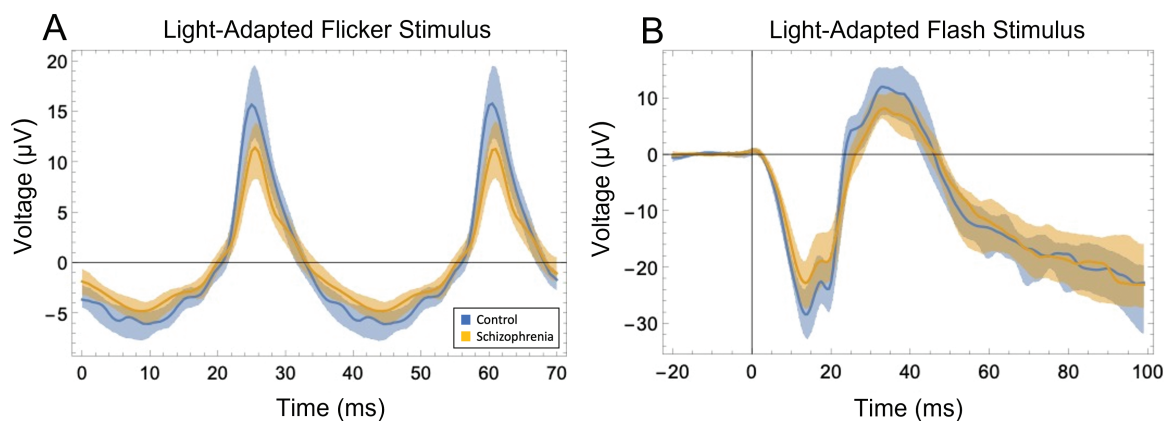 A
Light-Adapted Flicker Stimulus
Voltage (µV)
20
15
10
5
0
−5
0
10
20
30
40
50
60
70
Time (ms)
Control
Schizophrenia
B
Light-Adapted Flash Stimulus
Voltage (µV)
10
0
−10
−20
−30
−20
0
20
40
60
80
100
Time (ms)